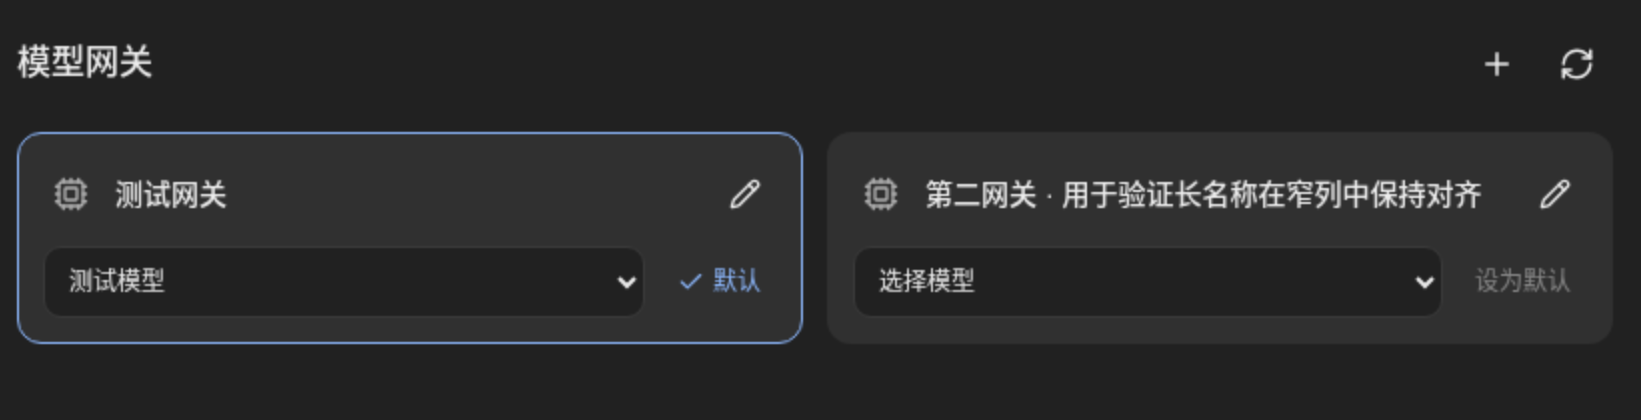 模型网关
测试网关
测试模型
默认
第二网关 · 用于验证长名称在窄列中保持对齐
选择模型
设为默认